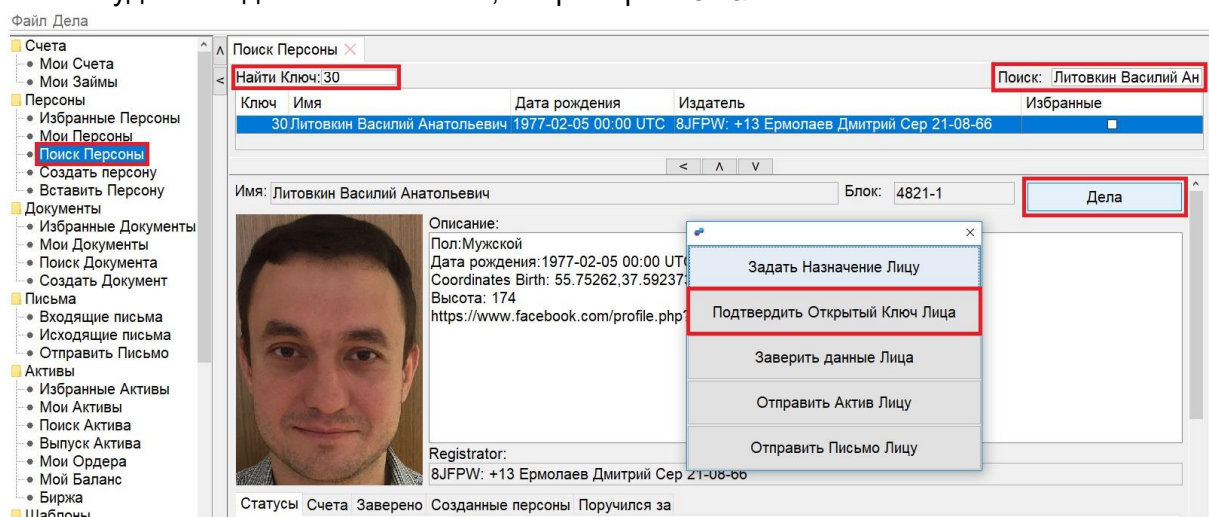 Файл Дела
Счета
Мои Счета
Мои Займы
Персоны
Избранные Персоны
Мои Персоны
Поиск Персоны
Создать персону
Вставить Персону
Документы
Избранные Документы
Мои Документы
Поиск Документа
Создать Документ
Письма
Входящие письма
Исходящие письма
Отправить Письмо
Активы
Избранные Активы
Мои Активы
Поиск Актива
Выпуск Актива
Мои Ордера
Мой Баланс
Биржа
Шаблоны
Поиск Персоны
Найти Ключ: 30 Поиск: Литовкин Василий Ан
Ключ Имя Дата рождения Издатель Избранные
30 Литовкин Василий Анатольевич 1977-02-05 00:00 UTC 8JFPW: +13 Ермолаев Дмитрий Сер 21-08-66
< Λ V
Имя: Литовкин Василий Анатольевич Блок: 4821-1 Дела
Описание:
Пол:Мужской
Дата рождения:1977-02-05 00:00 UTC
Coordinates Birth: 55.75262,37.59237
Высота: 174
https://www.facebook.com/profile.php?
Задать Назначение Лицу
Подтвердить Открытый Ключ Лица
Заверить данные Лица
Отправить Актив Лицу
Отправить Письмо Лицу
Registrator:
8JFPW: +13 Ермолаев Дмитрий Сер 21-08-66
Статусы Счета Заверено Созданные персоны Поручился за